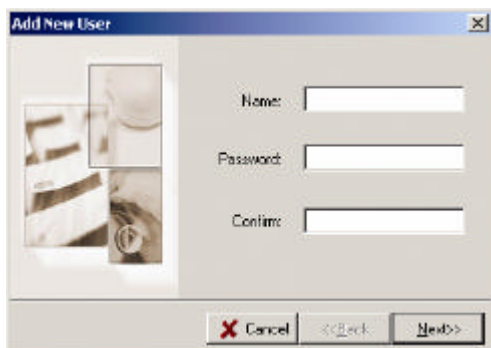 Add New User
Name:
Password:
Confirm:
Cancel <<Back Next>>